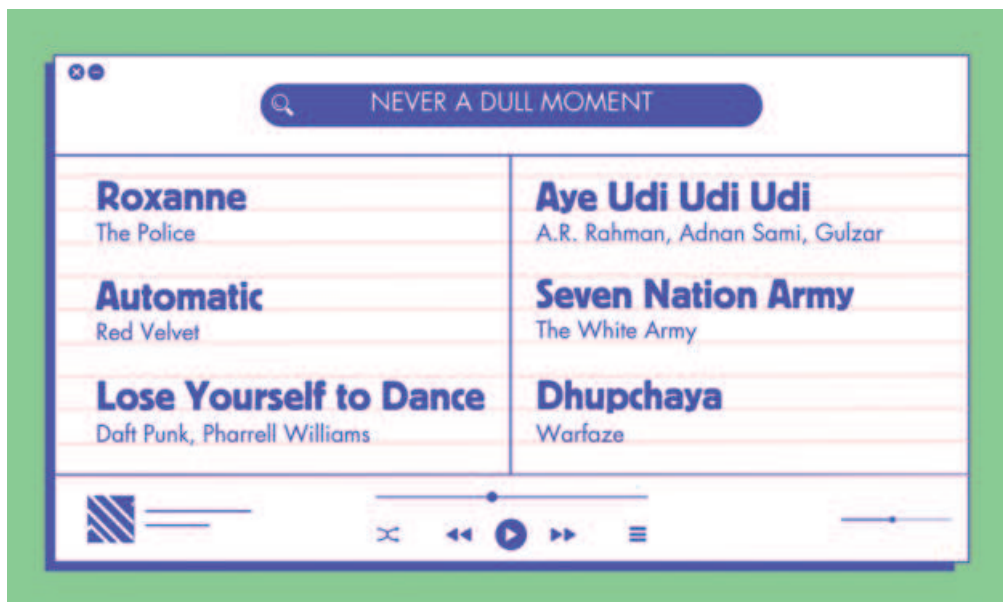 NEVER A DULL MOMENT
Roxanne
The Police
Automatic
Red Velvet
Lose Yourself to Dance
Daft Punk, Pharrell Williams
Aye Udi Udi Udi
A.R. Rahman, Adnan Sami, Gulzar
Seven Nation Army
The White Army
Dhupchaya
Warfaze